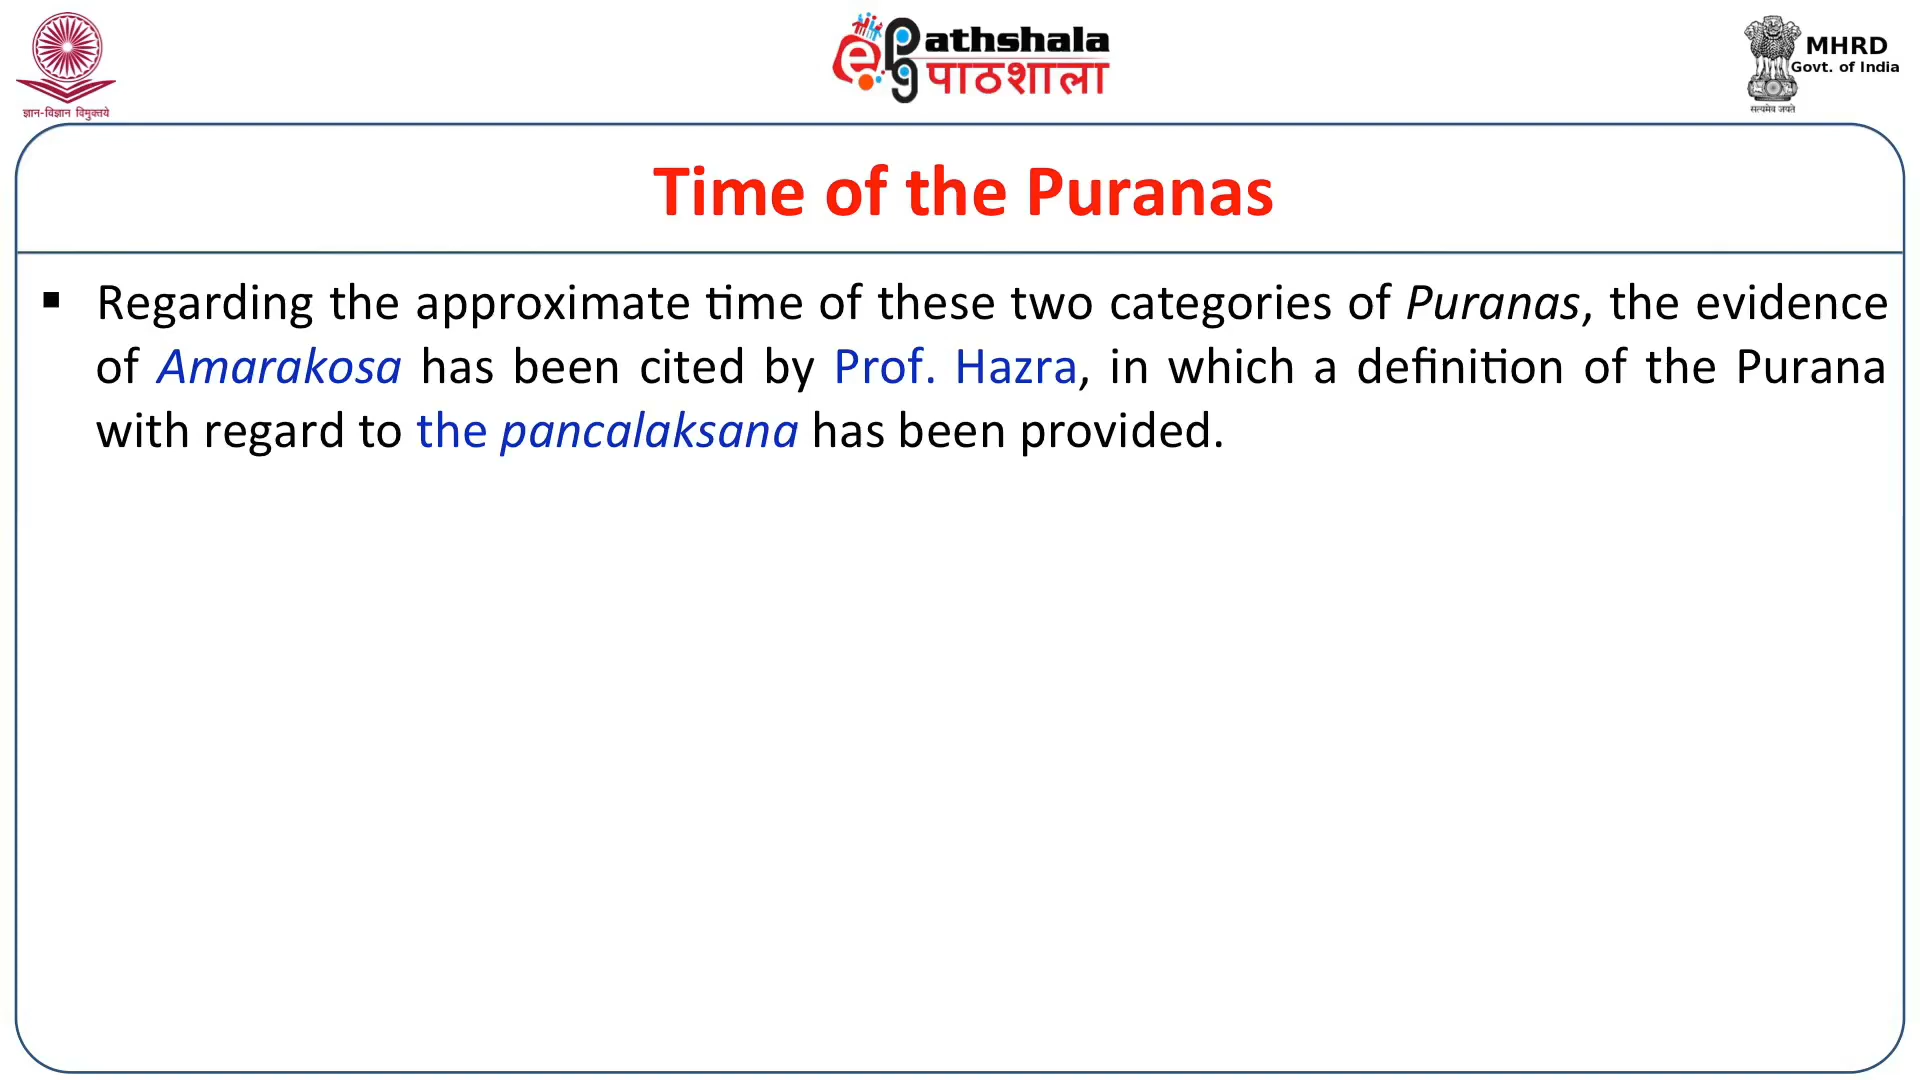 ज्ञान-विज्ञान विमुक्तये
e Pg Pathshala
पाठशाला
MHRD
Govt. of India
सत्यमेव जयते
Time of the Puranas
▪ Regarding the approximate time of these two categories of Puranas, the evidence
of Amarakosa has been cited by Prof. Hazra, in which a definition of the Purana
with regard to the pancalaksana has been provided.